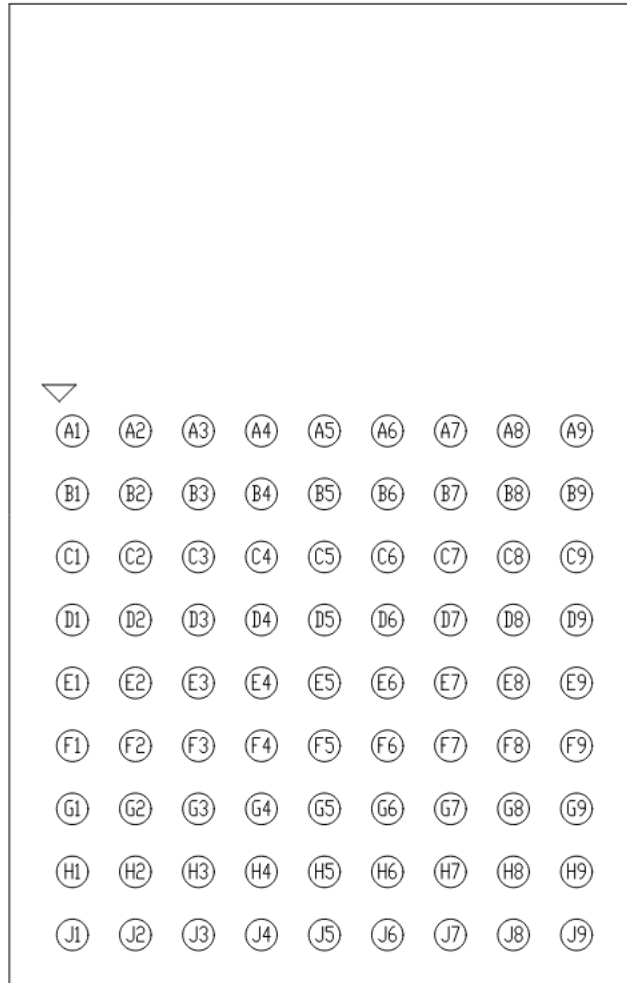 A1 A2 A3 A4 A5 A6 A7 A8 A9
B1 B2 B3 B4 B5 B6 B7 B8 B9
C1 C2 C3 C4 C5 C6 C7 C8 C9
D1 D2 D3 D4 D5 D6 D7 D8 D9
E1 E2 E3 E4 E5 E6 E7 E8 E9
F1 F2 F3 F4 F5 F6 F7 F8 F9
G1 G2 G3 G4 G5 G6 G7 G8 G9
H1 H2 H3 H4 H5 H6 H7 H8 H9
J1 J2 J3 J4 J5 J6 J7 J8 J9